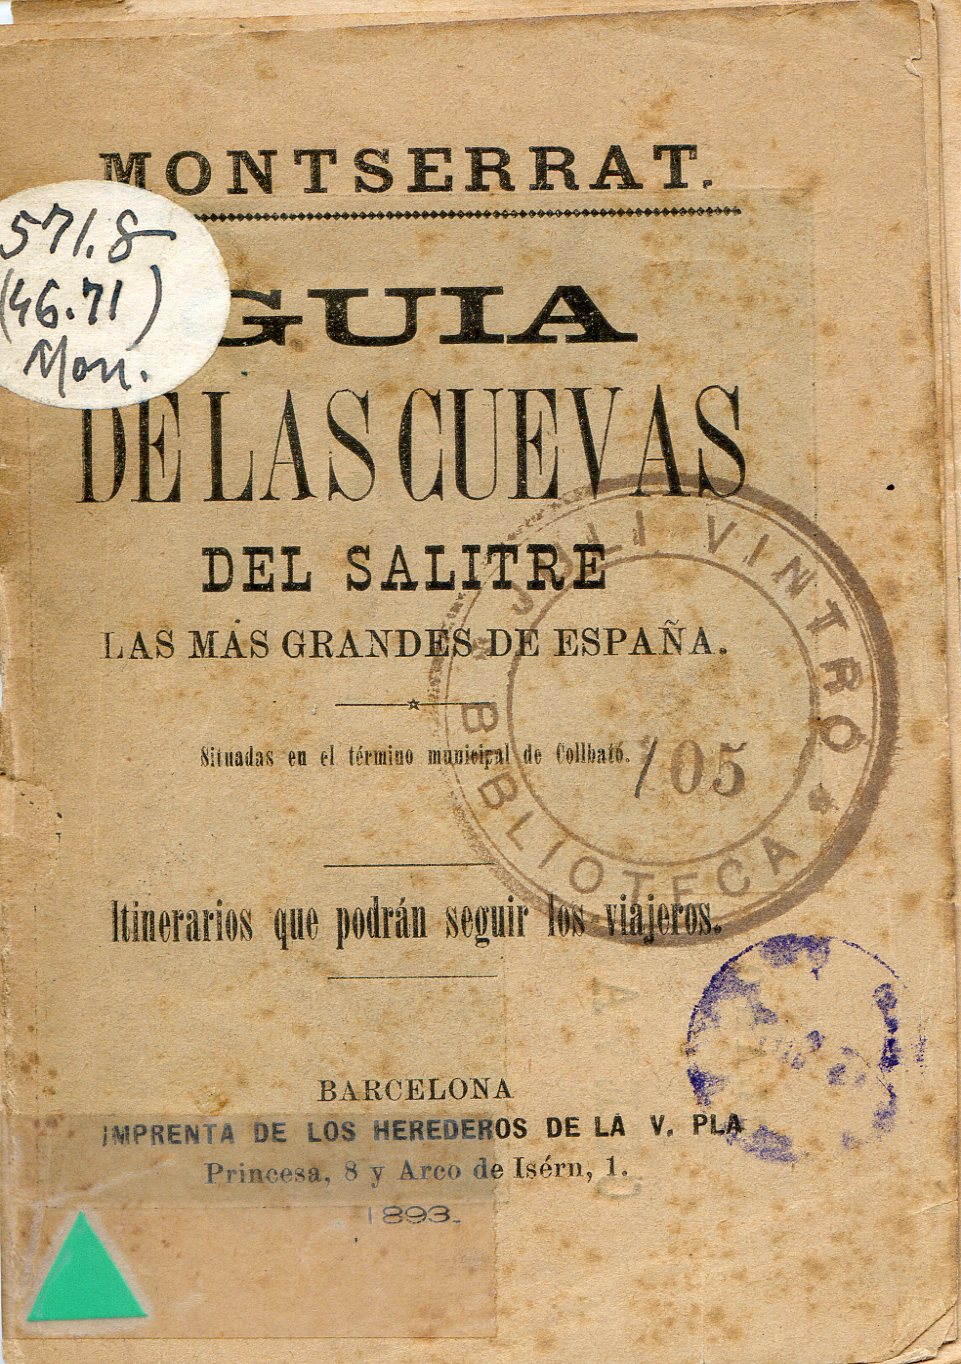 MONTSERRAT.
571.8
(46.71)
Mon.
GUIA
DE LAS CUEVAS
DEL SALITRE
LAS MÁS GRANDES DE ESPAÑA.
Situadas en el término municipal de Collbató.
JULI VINTRÓ * BIBLIOTECA *
705
Itinerarios que podrán seguir los viajeros.
BARCELONA
IMPRENTA DE LOS HEREDEROS DE LA V. PLA
Princesa, 8 y Arco de Isérn, 1.
1893.